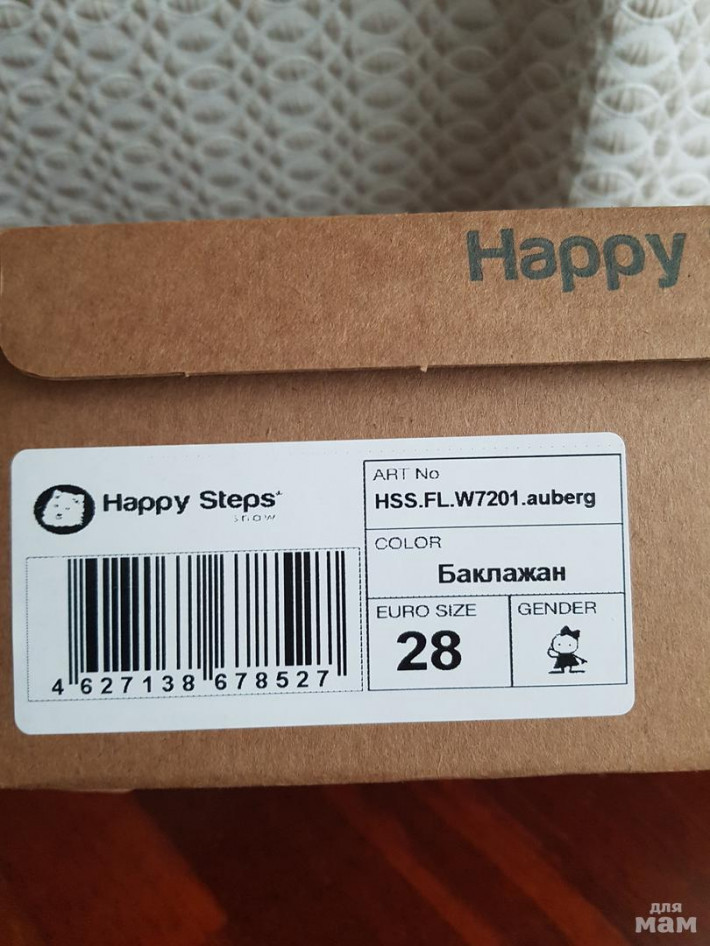 Happy
Happy Steps+
snow
4 627138 678527
ART No
HSS.FL.W7201.auberg
COLOR
Баклажан
EURO SIZE
28
GENDER
для
мам